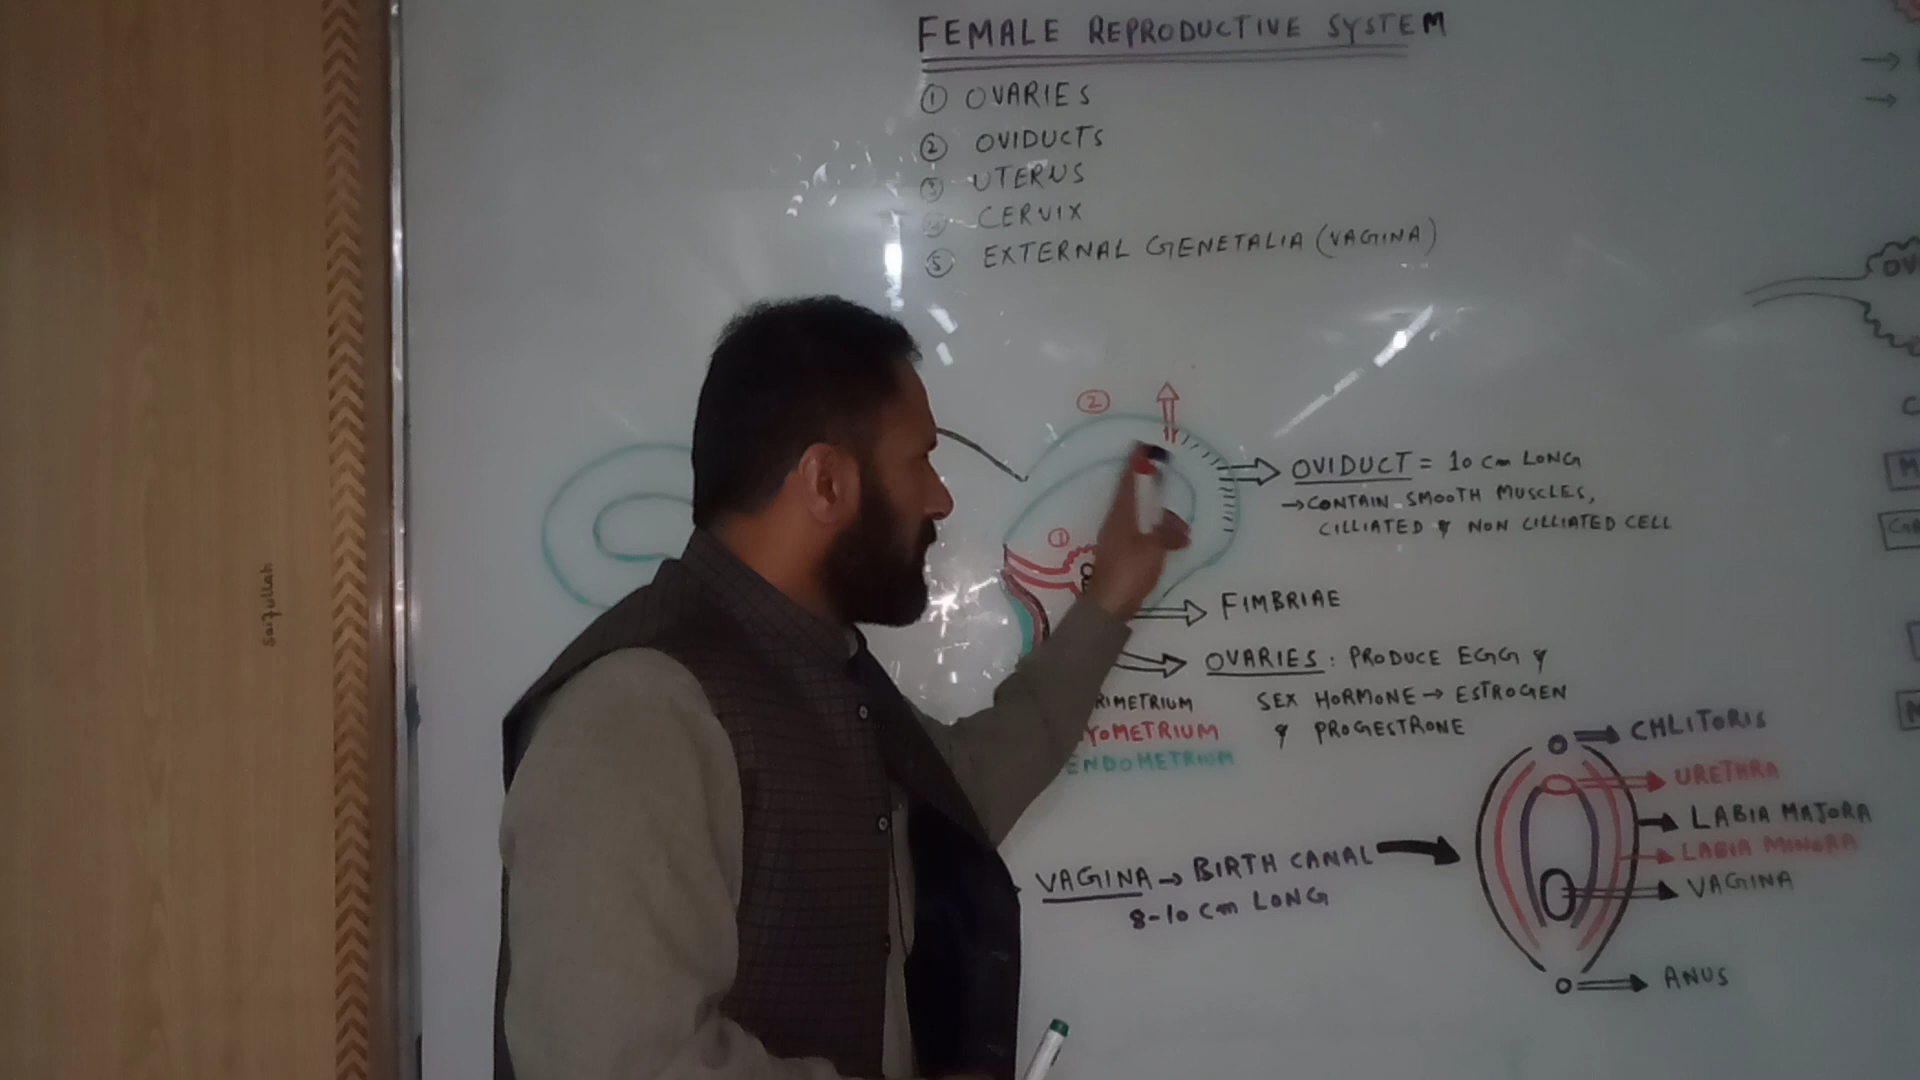 FEMALE REPRODUCTIVE SYSTEM
① OVARIES
② OVIDUCTS
③ UTERUS
CERVIX
⑤ EXTERNAL GENETALIA (VAGINA)
②
OVIDUCT = 10 cm LONG
→ CONTAIN SMOOTH MUSCLES,
CILLIATED & NON CILLIATED CELL
①
FIMBRIAE
OVARIES : PRODUCE EGG &
SEX HORMONE → ESTROGEN
& PROGESTRONE
RIMETRIUM
YOMETRIUM
ENDOMETRIUM
CHLITORIS
URETHRA
LABIA MAJORA
LABIA MINORA
VAGINA
ANUS
VAGINA → BIRTH CANAL
8-10 cm LONG
Saifullah
OV